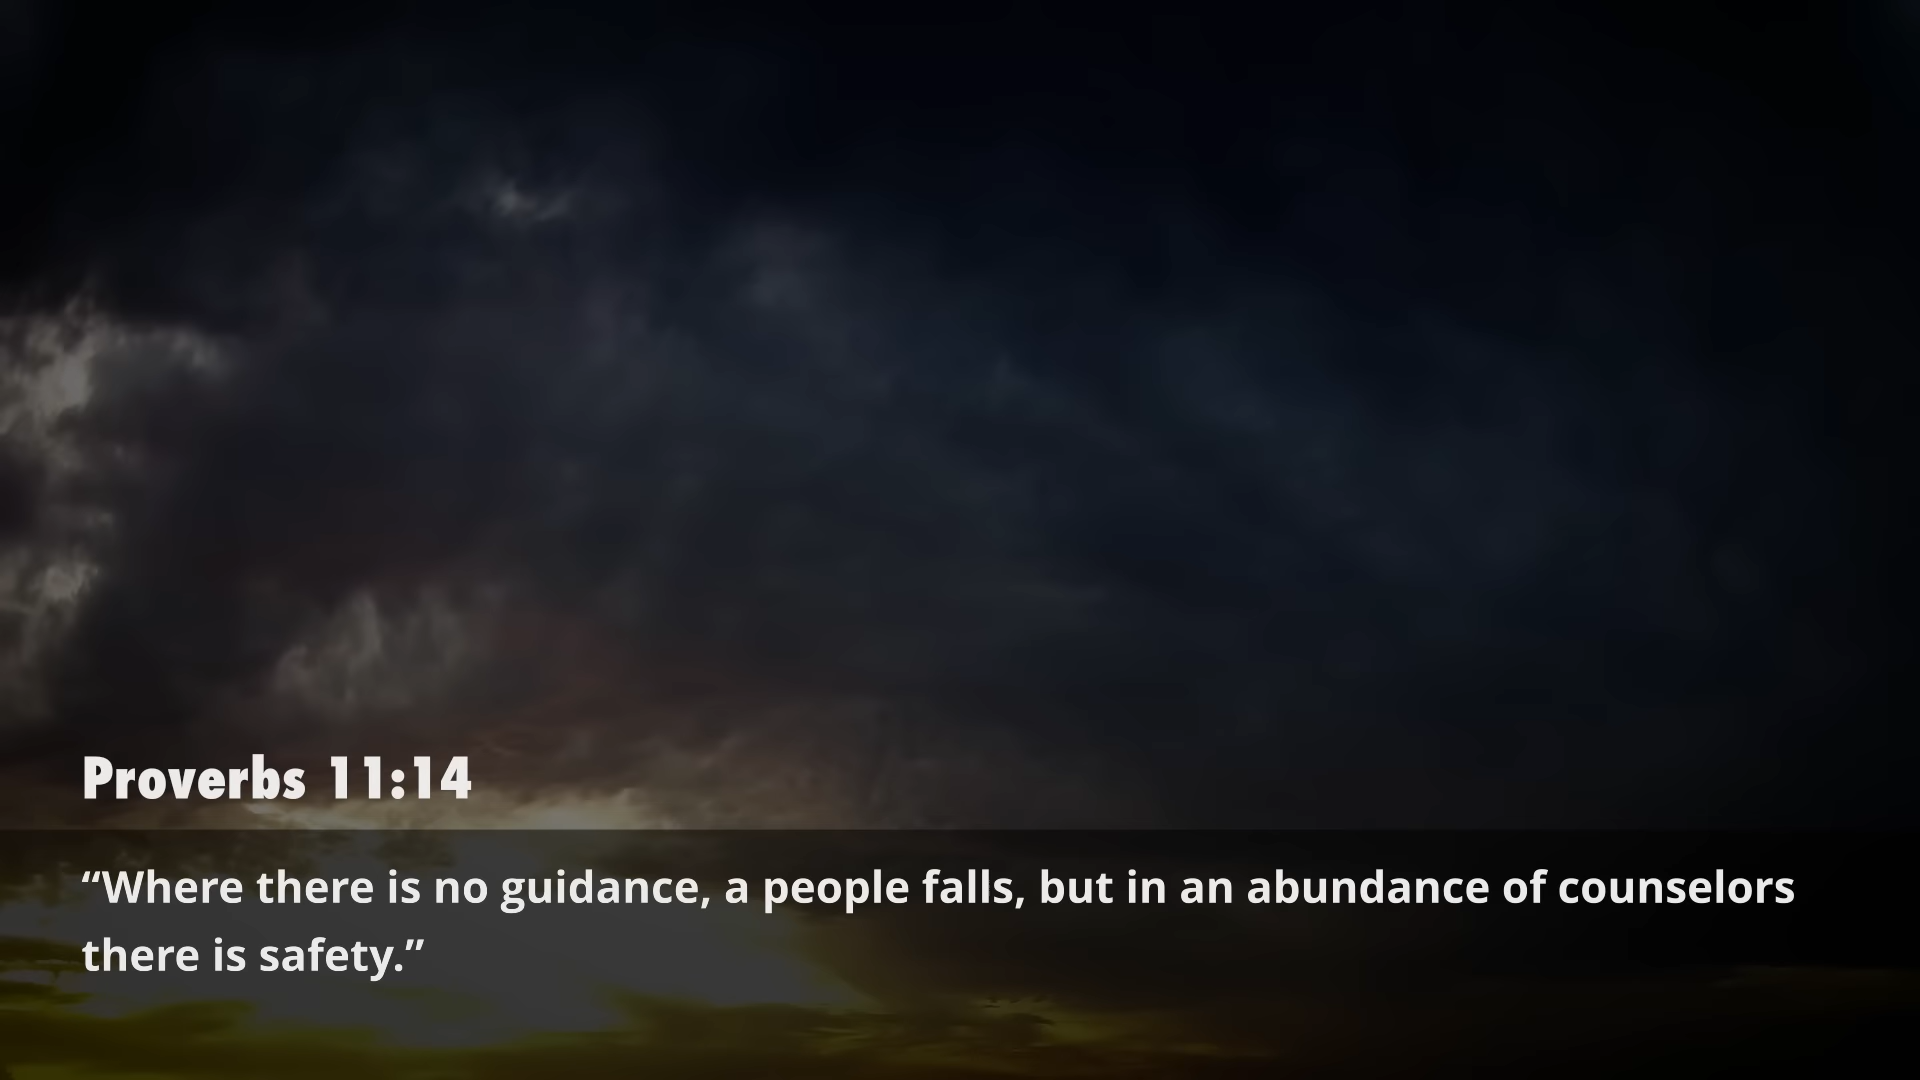 Proverbs 11:14
“Where there is no guidance, a people falls, but in an abundance of counselors
there is safety.”